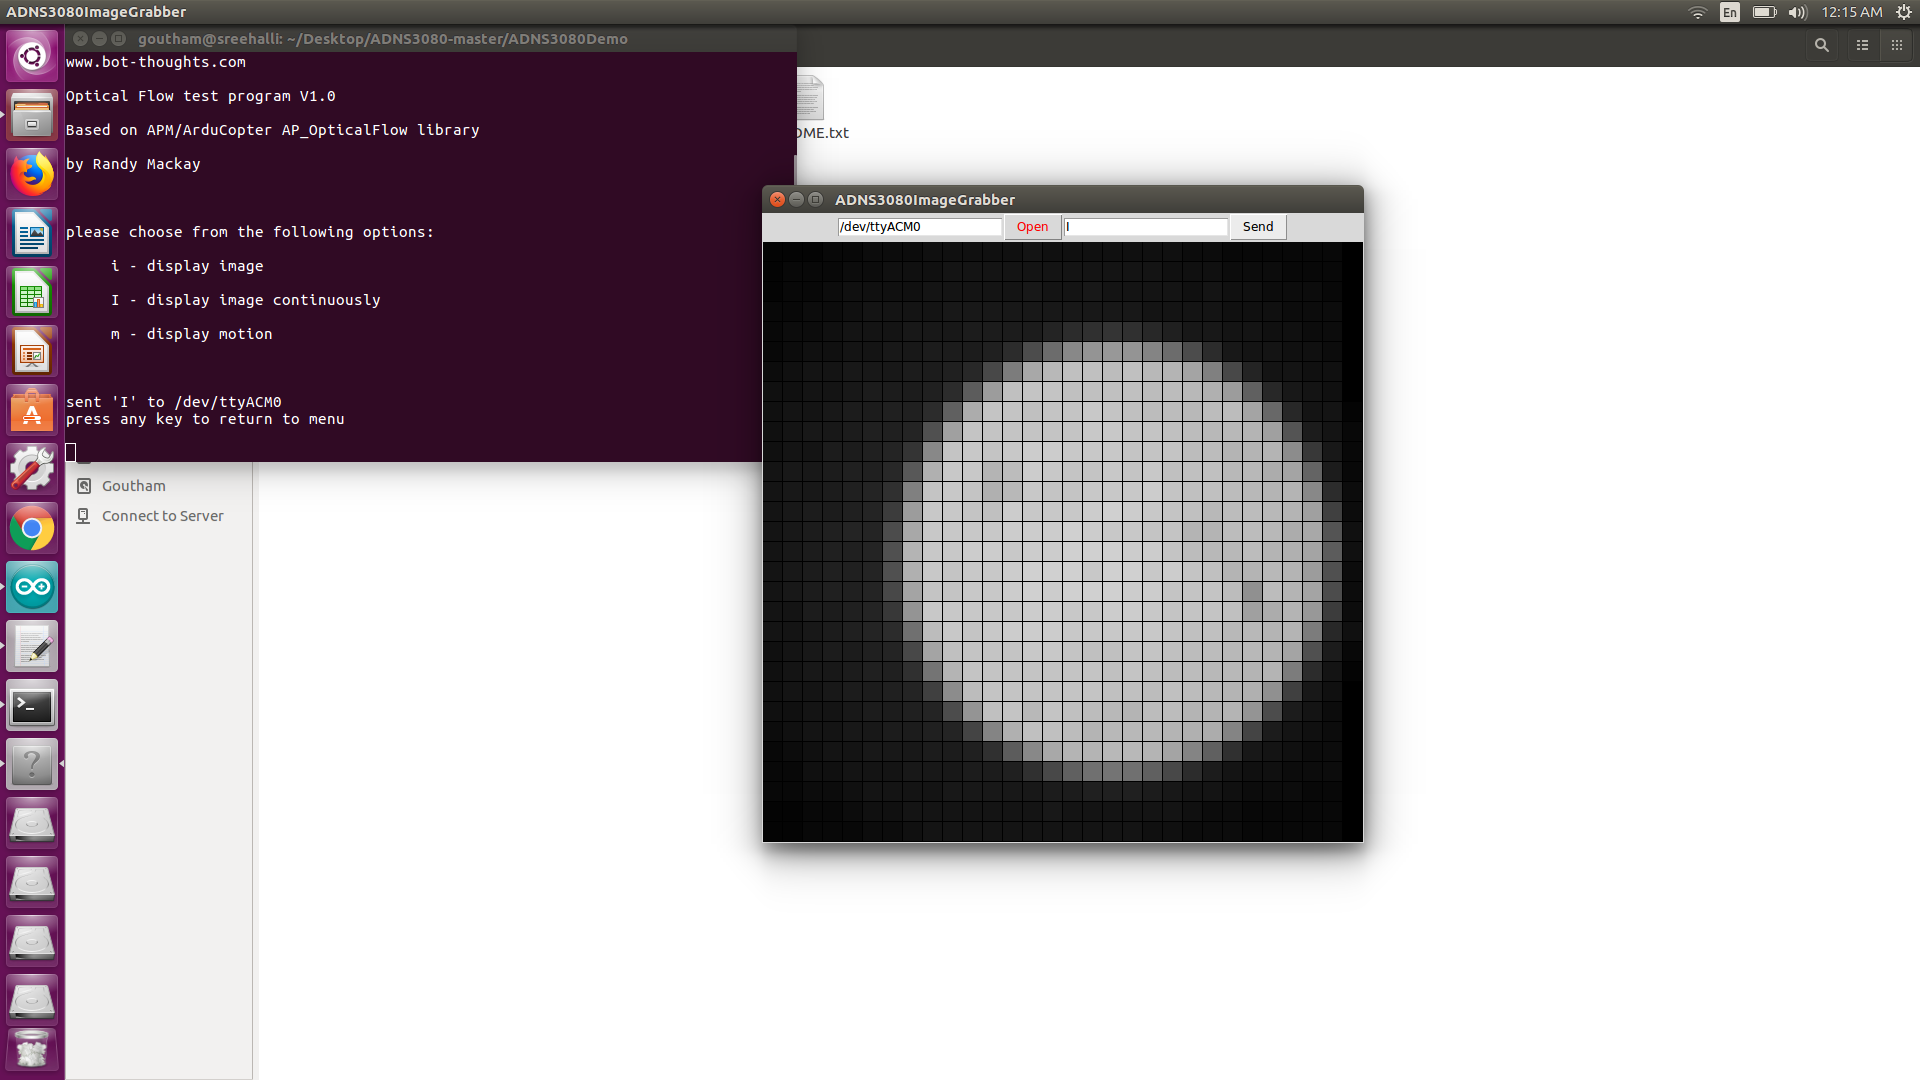 ADNS3080ImageGrabber
En
12:15 AM
goutham@sreehalli: ~/Desktop/ADNS3080-master/ADNS3080Demo
www.bot-thoughts.com
Optical Flow test program V1.0
Based on APM/ArduCopter AP_OpticalFlow library
by Randy Mackay
please choose from the following options:
i - display image
I - display image continuously
m - display motion
sent 'I' to /dev/ttyACM0
press any key to return to menu
OME.txt
ADNS3080ImageGrabber
/dev/ttyACM0 Open I Send
Goutham
Connect to Server